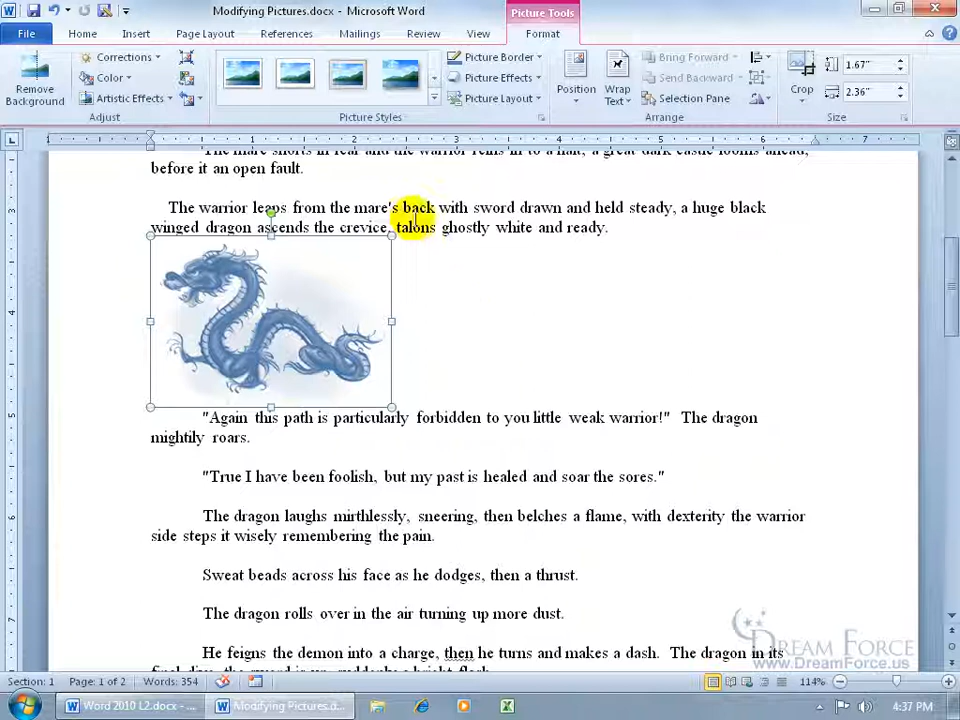 Modifying Pictures.docx - Microsoft Word
Picture Tools
File
Home
Insert
Page Layout
References
Mailings
Review
View
Format
Remove
Background
Corrections
Color
Artistic Effects
Adjust
Picture Styles
Picture Border
Picture Effects
Picture Layout
Position
Wrap
Text
Bring Forward
Send Backward
Selection Pane
Arrange
Crop
1.67"
2.36"
Size
before it an open fault.
The warrior leaps from the mare's back with sword drawn and held steady, a huge black
winged dragon ascends the crevice, talons ghostly white and ready.
"Again this path is particularly forbidden to you little weak warrior!" The dragon
mightily roars.
"True I have been foolish, but my past is healed and soar the sores."
The dragon laughs mirthlessly, sneering, then belches a flame, with dexterity the warrior
side steps it wisely remembering the pain.
Sweat beads across his face as he dodges, then a thrust.
The dragon rolls over in the air turning up more dust.
He feigns the demon into a charge, then he turns and makes a dash. The dragon in its
DREAM FORCE
www.DreamForce.us
Section: 1
Page: 1 of 2
Words: 354
114%
Word 2010 L2.docx - ...
Modifying Pictures.d...
4:37 PM